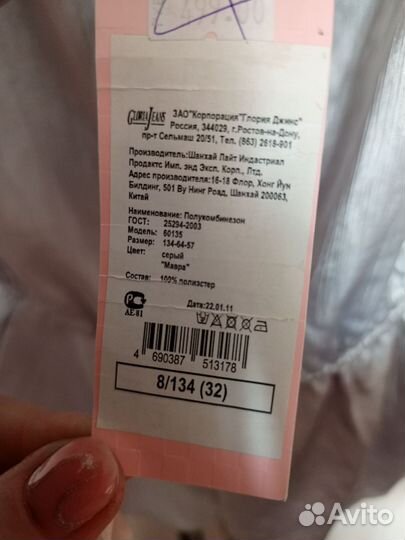 GLORIA JEANS
ЗАО"Корпорация"Глория Джинс"
Россия, 344029, г.Ростов-на-Дону,
пр-т Сельмаш 20/51, Тел. (863) 2618-901
Производитель:Шанхай Лайт Индастриал
Продактс Имп. энд Эксп. Корп., Лтд.
Адрес производителя:16-18 Флор, Хонг Йун
Билдинг, 501 Ву Нинг Роад, Шанхай 200063,
Китай
Наименование: Полукомбинезон
ГОСТ: 25294-2003
Модель: 60135
Размер: 134-64-57
Цвет: серый
"Мавра"
Состав: 100% полиэстер
Дата:22.01.11
АЕ 81
4 690387 513178
8/134 (32)
Avito